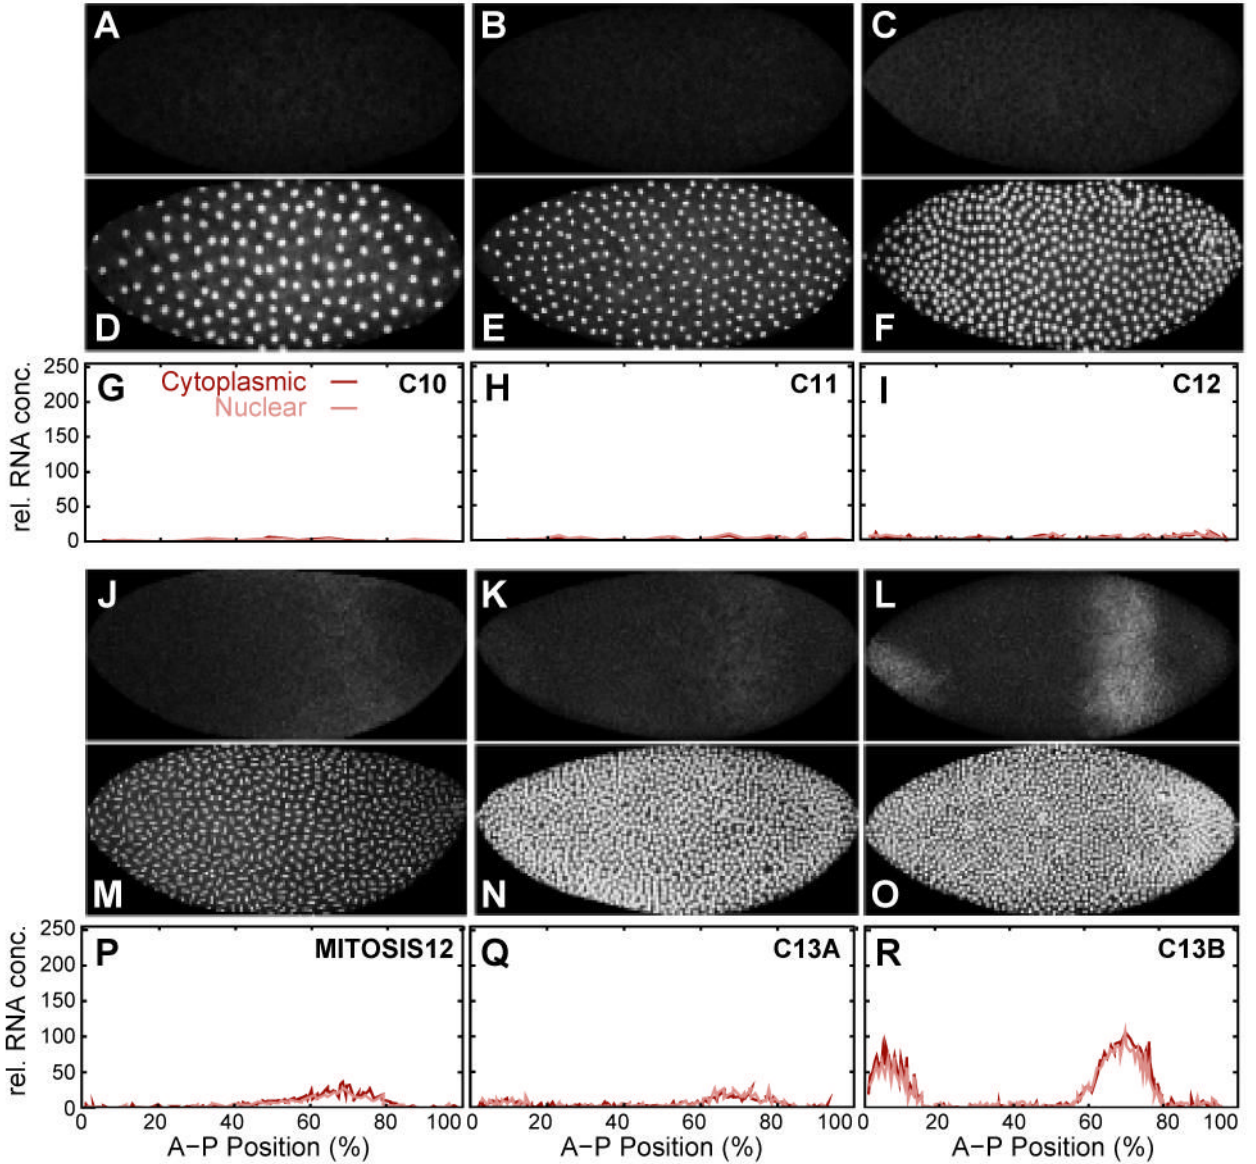 A B C
D E F
rel. RNA conc.
250
200
150
100
50
0
G Cytoplasmic C10
Nuclear
H C11
I C12
J K L
M N O
rel. RNA conc.
250
200
150
100
50
0
P MITOSIS12
Q C13A
R C13B
0 20 40 60 80 100
0 20 40 60 80 100
0 20 40 60 80 100
A−P Position (%) A−P Position (%) A−P Position (%)